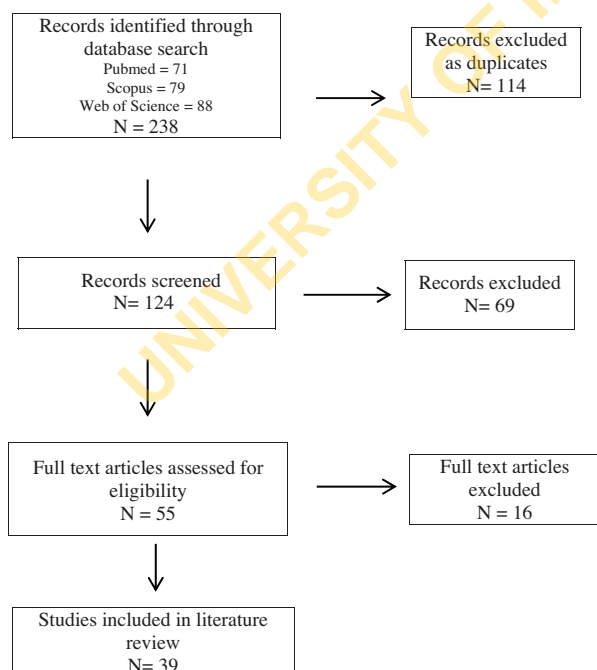 Records identified through
database search
Pubmed = 71
Scopus = 79
Web of Science = 88
N = 238
Records excluded
as duplicates
N= 114
Records screened
N= 124
Records excluded
N= 69
Full text articles assessed for
eligibility
N = 55
Full text articles
excluded
N = 16
Studies included in literature
review
N= 39
UNIVERSITY OF